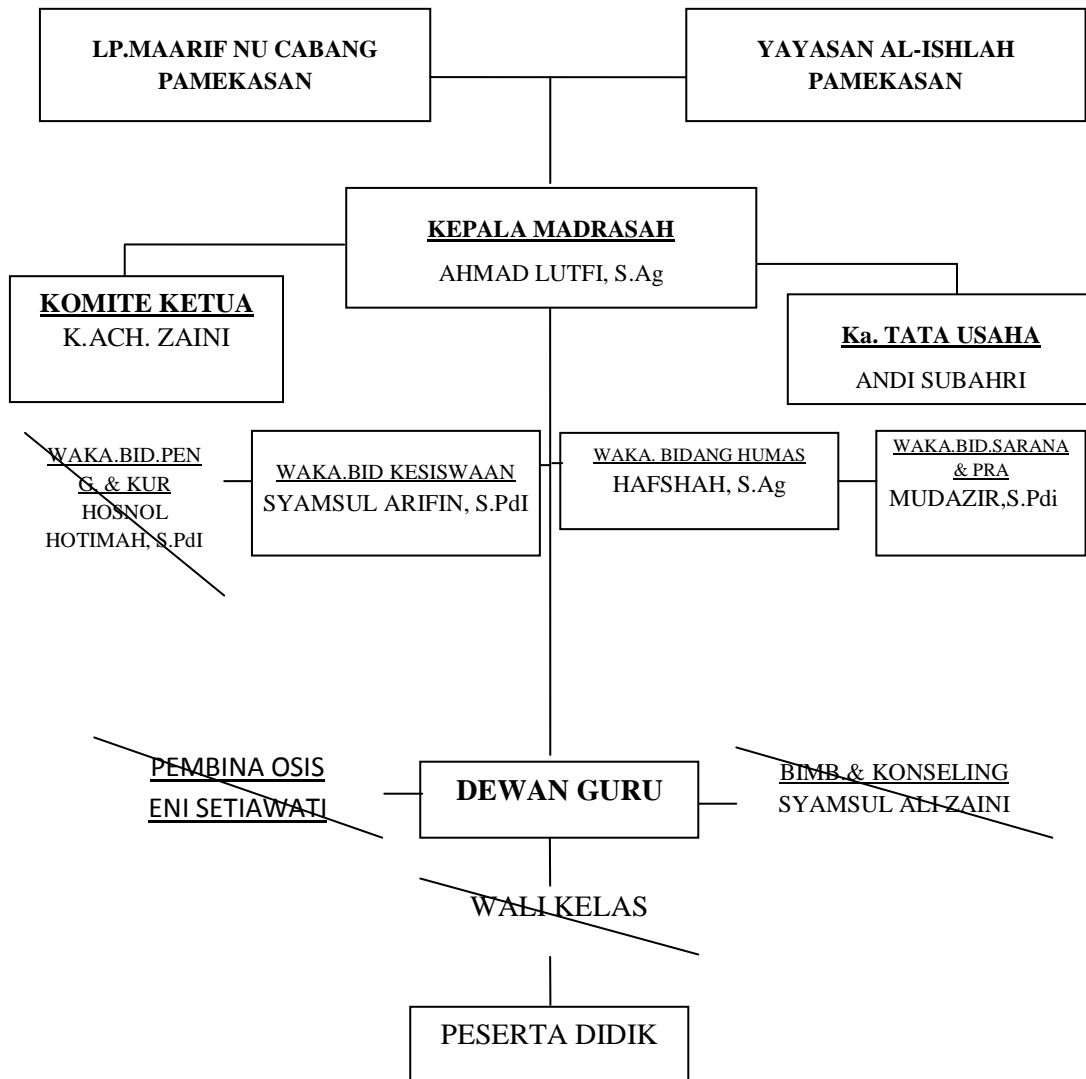 LP.MAARIF NU CABANG
PAMEKASAN
YAYASAN AL-ISHLAH
PAMEKASAN
KEPALA MADRASAH
AHMAD LUTFI, S.Ag
KOMITE KETUA
K.ACH. ZAINI
Ka. TATA USAHA
ANDI SUBAHRI
WAKA.BID.PEN
G. & KUR
HOSNOL
HOTIMAH, S.PdI
WAKA.BID KESISWAAN
SYAMSUL ARIFIN, S.PdI
WAKA. BIDANG HUMAS
HAFSHAH, S.Ag
WAKA.BID.SARANA
& PRA
MUDAZIR,S.Pdi
PEMBINA OSIS
ENI SETIAWATI
DEWAN GURU
BIMB.& KONSELING
SYAMSUL ALI ZAINI
WALI KELAS
PESERTA DIDIK